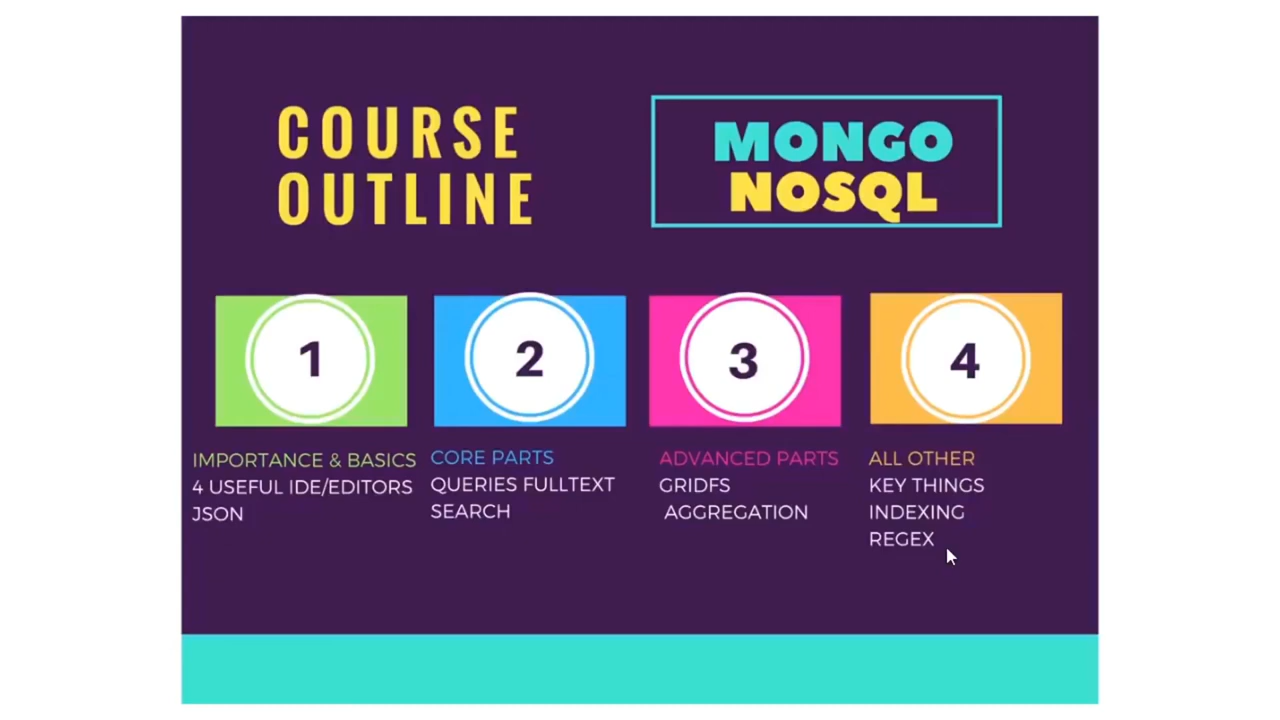 COURSE
OUTLINE
MONGO
NOSQL
1
2
3
4
IMPORTANCE & BASICS
4 USEFUL IDE/EDITORS
JSON
CORE PARTS
QUERIES FULLTEXT
SEARCH
ADVANCED PARTS
GRIDFS
AGGREGATION
ALL OTHER
KEY THINGS
INDEXING
REGEX